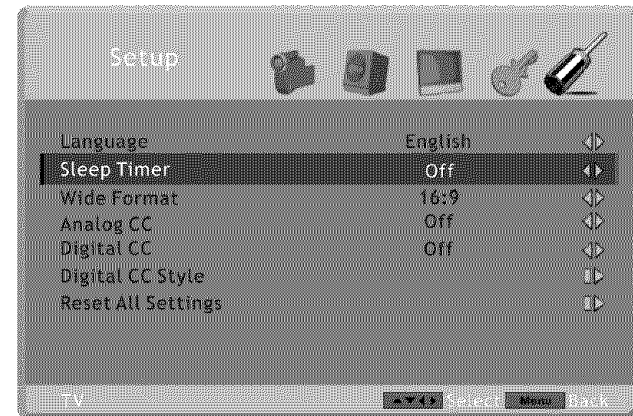 Setup
Language English
Sleep Timer Off
Wide Format 16:9
Analog CC Off
Digital CC Off
Digital CC Style
Reset All Settings
TV Select Menu Back